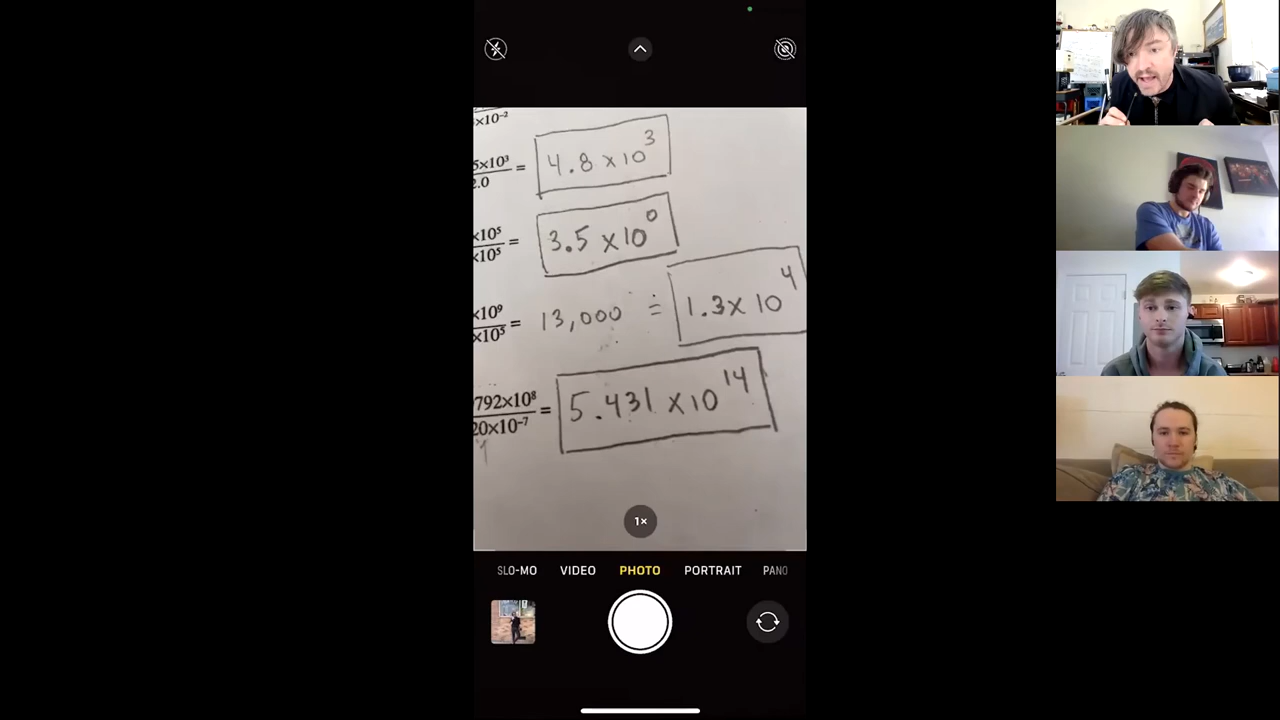 ×10⁻²
5×10³
2.0
= 4.8 × 10³
×10⁵
×10⁵
= 3.5 × 10⁰
×10⁹
×10⁵
= 13,000 = 1.3 × 10⁴
792×10⁸
20×10⁻⁷
= 5.431 × 10¹⁴
1×
SLO-MO VIDEO PHOTO PORTRAIT PANO